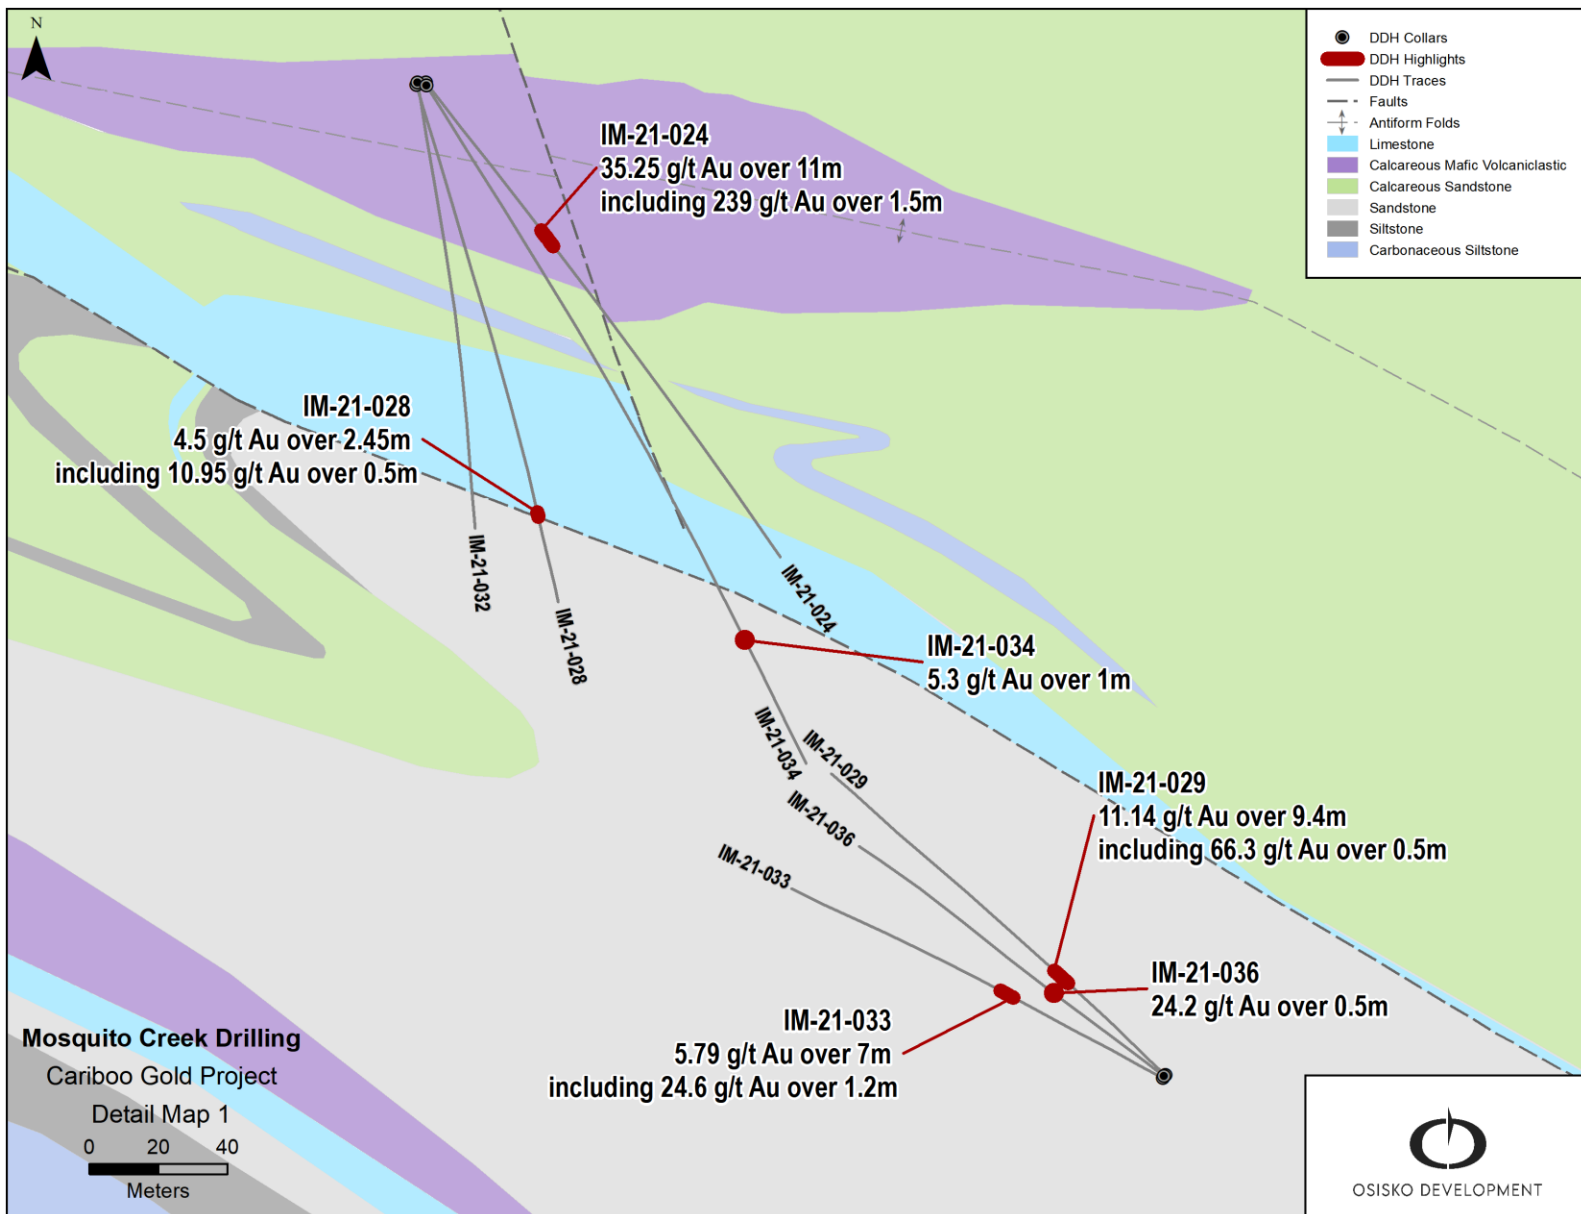 N
DDH Collars
DDH Highlights
DDH Traces
Faults
Antiform Folds
Limestone
Calcareous Mafic Volcaniclastic
Calcareous Sandstone
Sandstone
Siltstone
Carbonaceous Siltstone
IM-21-024
35.25 g/t Au over 11m
including 239 g/t Au over 1.5m
IM-21-028
4.5 g/t Au over 2.45m
including 10.95 g/t Au over 0.5m
IM-21-032
IM-21-028
IM-21-024
IM-21-034
5.3 g/t Au over 1m
IM-21-034
IM-21-029
IM-21-036
IM-21-033
IM-21-029
11.14 g/t Au over 9.4m
including 66.3 g/t Au over 0.5m
IM-21-036
24.2 g/t Au over 0.5m
IM-21-033
5.79 g/t Au over 7m
including 24.6 g/t Au over 1.2m
Mosquito Creek Drilling
Cariboo Gold Project
Detail Map 1
0 20 40
Meters
OSISKO DEVELOPMENT